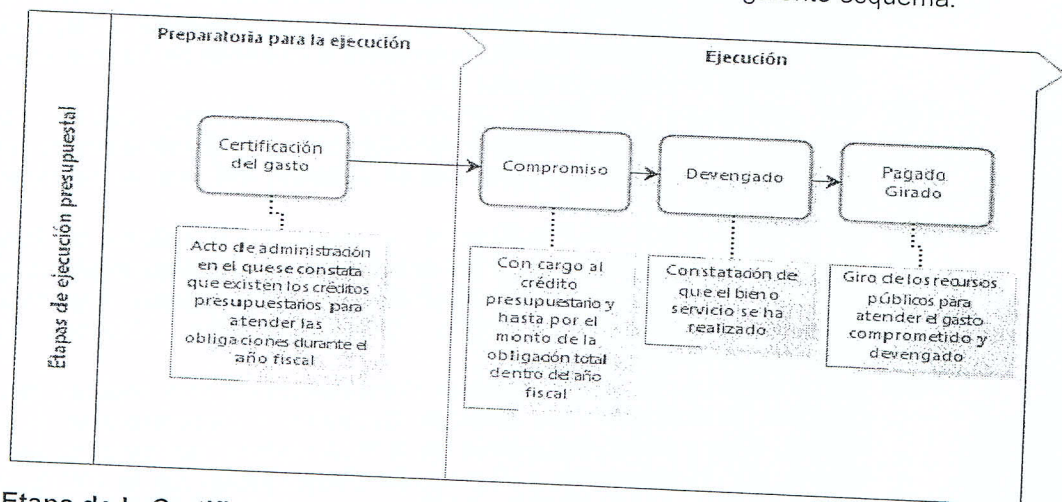 esquema.
Preparatoria para la ejecución
Ejecución
Etapas de ejecución presupuestal
Certificación
del gasto
Compromiso
Devengado
Pagado
Girado
Acto de administración
en el que se constata
que existen los créditos
presupuestarios para
atender las
obligaciones durante el
año fiscal
Con cargo al
crédito
presupuestario y
hasta por el
monto de la
obligación total
dentro del año
fiscal
Constatación de
que el bien o
servicio se ha
realizado
Giro de los recursos
públicos para
atender el gasto
comprometido y
devengado
Etapa de la